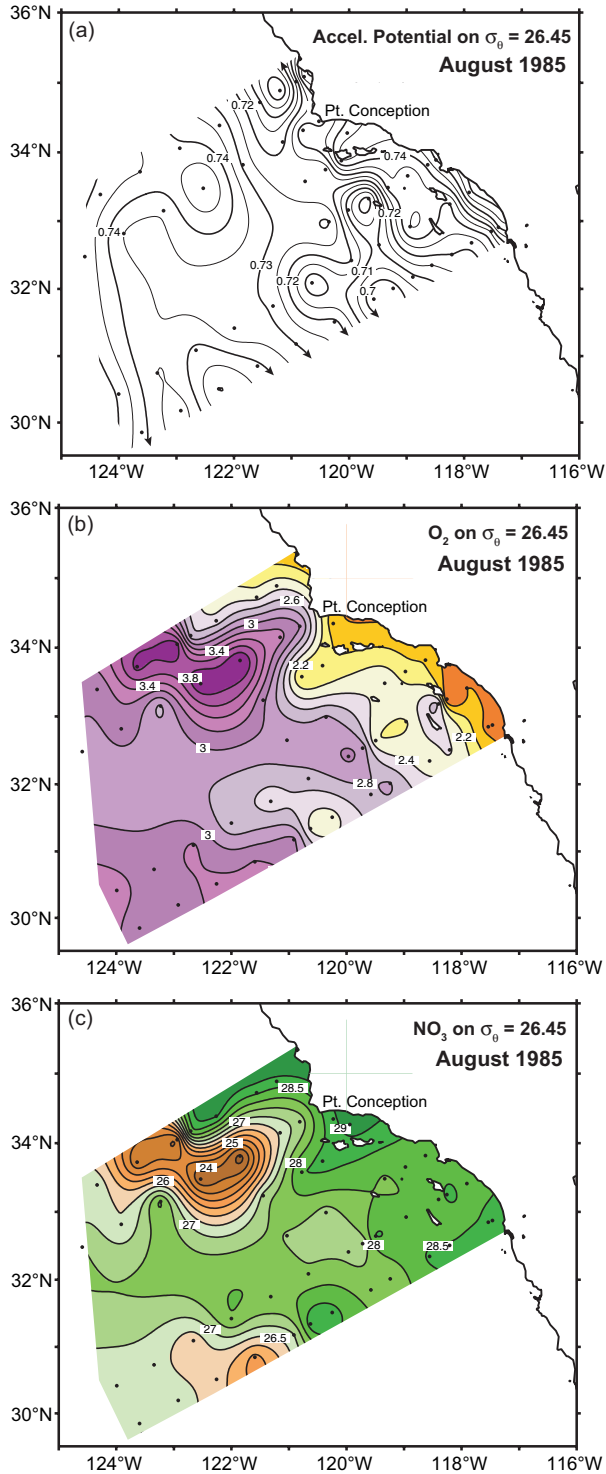 (a)
Accel. Potential on σθ = 26.45
August 1985
36°N
34°N
32°N
30°N
Pt. Conception
0.72
0.74
0.74
0.74
0.72
0.73
0.72
0.71
0.7
124°W
122°W
120°W
118°W
116°W
(b)
O2 on σθ = 26.45
August 1985
36°N
34°N
32°N
30°N
Pt. Conception
2.6
3
3.4
2.2
3.8
3.4
2.2
3
2.4
2.8
3
124°W
122°W
120°W
118°W
116°W
(c)
NO3 on σθ = 26.45
August 1985
36°N
34°N
32°N
30°N
Pt. Conception
28.5
27
29
25
28
24
26
27
28
28.5
27
26.5
124°W
122°W
120°W
118°W
116°W